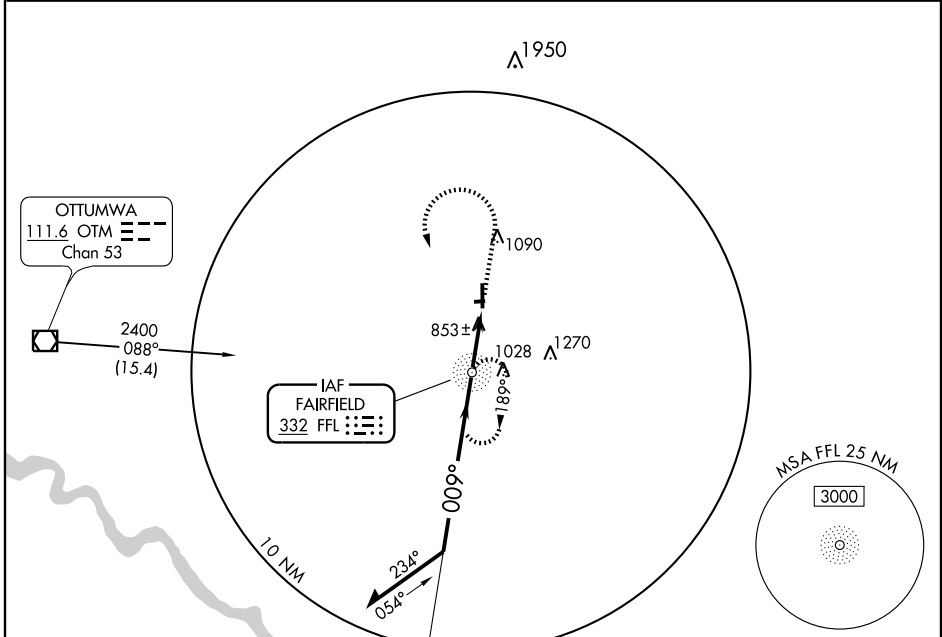 1950
OTTUMWA
111.6 OTM
Chan 53
1090
2400
088°
(15.4)
853±
1028
1270
IAF
FAIRFIELD
332 FFL
189°
009°
MSA FFL 25 NM
3000
10 NM
234°
054°